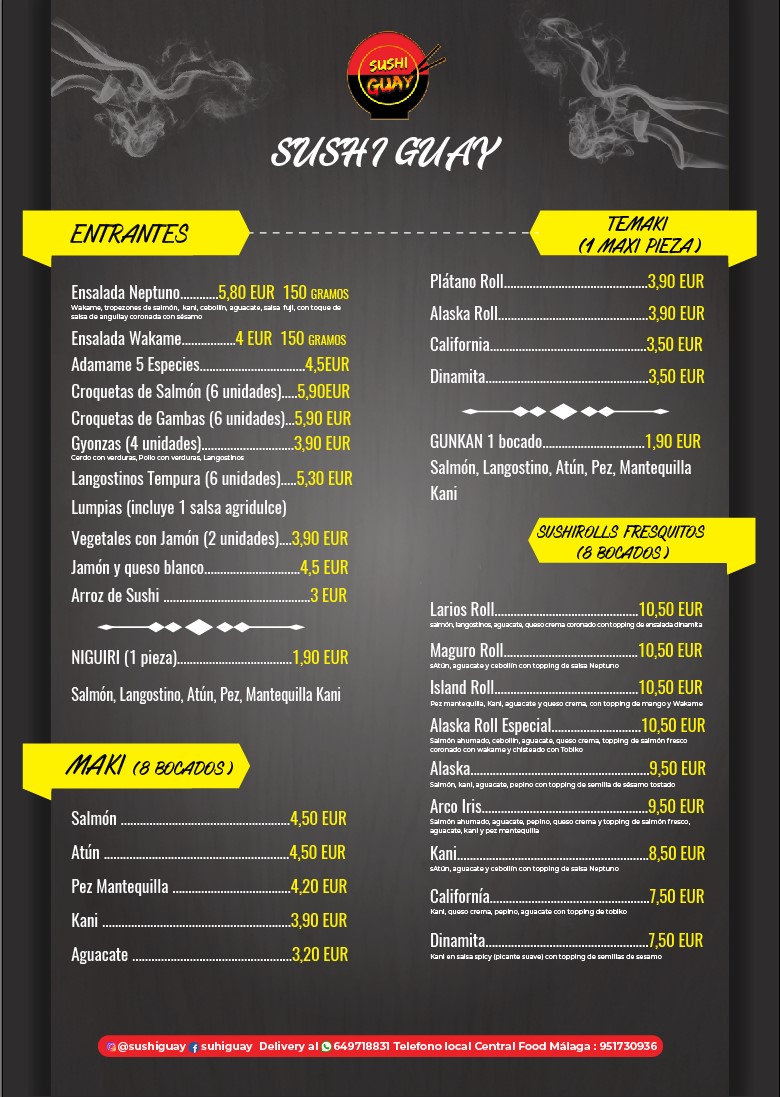 SUSHI
GUAY
SUSHI GUAY
ENTRANTES
Ensalada Neptuno............5,80 EUR 150 GRAMOS
Wakame, tropezones de salmón, kani, cebollín, aguacate, salsa fuji, con toque de
salsa de anguilay coronada con sésamo
Ensalada Wakame.................4 EUR 150 GRAMOS
Adamame 5 Especies.................................4,5EUR
Croquetas de Salmón (6 unidades).....5,90EUR
Croquetas de Gambas (6 unidades)...5,90 EUR
Gyonzas (4 unidades).............................3,90 EUR
Cerdo con verduras, Pollo con verduras, Langostinos
Langostinos Tempura (6 unidades).....5,30 EUR
Lumpias (incluye 1 salsa agridulce)
Vegetales con Jamón (2 unidades)....3,90 EUR
Jamón y queso blanco..............................4,5 EUR
Arroz de Sushi ..............................................3 EUR
NIGUIRI (1 pieza)....................................1,90 EUR
Salmón, Langostino, Atún, Pez, Mantequilla Kani
MAKI (8 BOCADOS)
Salmón .....................................................4,50 EUR
Atún ..........................................................4,50 EUR
Pez Mantequilla .....................................4,20 EUR
Kani ...........................................................3,90 EUR
Aguacate ..................................................3,20 EUR
TEMAKI
(1 MAXI PIEZA)
Plátano Roll.............................................3,90 EUR
Alaska Roll...............................................3,90 EUR
California.................................................3,50 EUR
Dinamita...................................................3,50 EUR
GUNKAN 1 bocado................................1,90 EUR
Salmón, Langostino, Atún, Pez, Mantequilla
Kani
SUSHIROLLS FRESQUITOS
(8 BOCADOS)
Larios Roll.............................................10,50 EUR
salmón, langostinos, aguacate, queso crema coronado con topping de ensalada dinamita
Maguro Roll..........................................10,50 EUR
sAtún, aguacate y cebollín con topping de salsa Neptuno
Island Roll.............................................10,50 EUR
Pez mantequilla, Kani, aguacate y queso crema, con topping de mango y Wakame
Alaska Roll Especial............................10,50 EUR
Salmón ahumado, cebollín, aguacate, queso crema, topping de salmón fresco
coronado con wakame y chisteado con Tobiko
Alaska........................................................9,50 EUR
Salmón, kani, aguacate, pepino con topping de semilla de sésamo tostado
Arco Iris....................................................9,50 EUR
Salmón ahumado, aguacate, pepino, queso crema y topping de salmón fresco,
aguacate, kani y pez mantequilla
Kani............................................................8,50 EUR
sAtún, aguacate y cebollín con topping de salsa Neptuno
Californía..................................................7,50 EUR
Kani, queso crema, pepino, aguacate con topping de tobiko
Dinamita...................................................7,50 EUR
Kani en salsa spicy (picante suave) con topping de semillas de sesamo
@sushiguay suhiguay Delivery al 649718831 Telefono local Central Food Málaga : 951730936